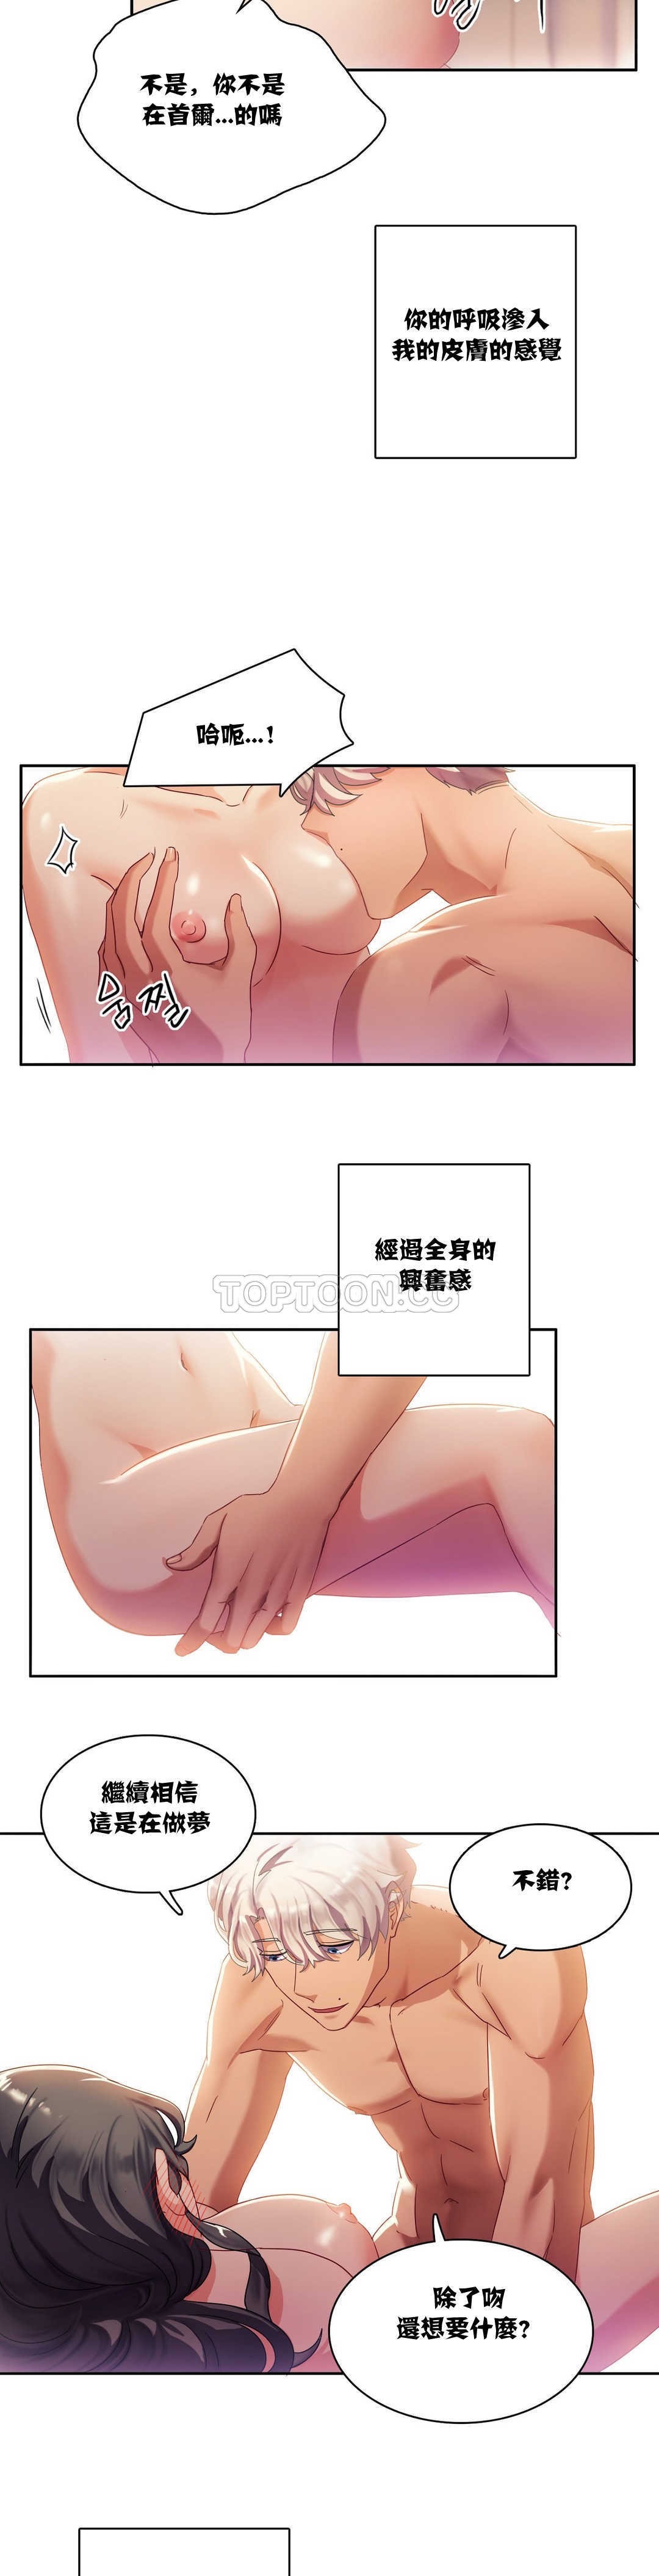 不是，你不是
在首爾...的嗎
你的呼吸滲入
我的皮膚的感覺
哈呃...!
움찔
經過全身的
興奮感
TOPTOON.CC
繼續相信
這是在做夢
不錯?
除了吻
還想要什麼?